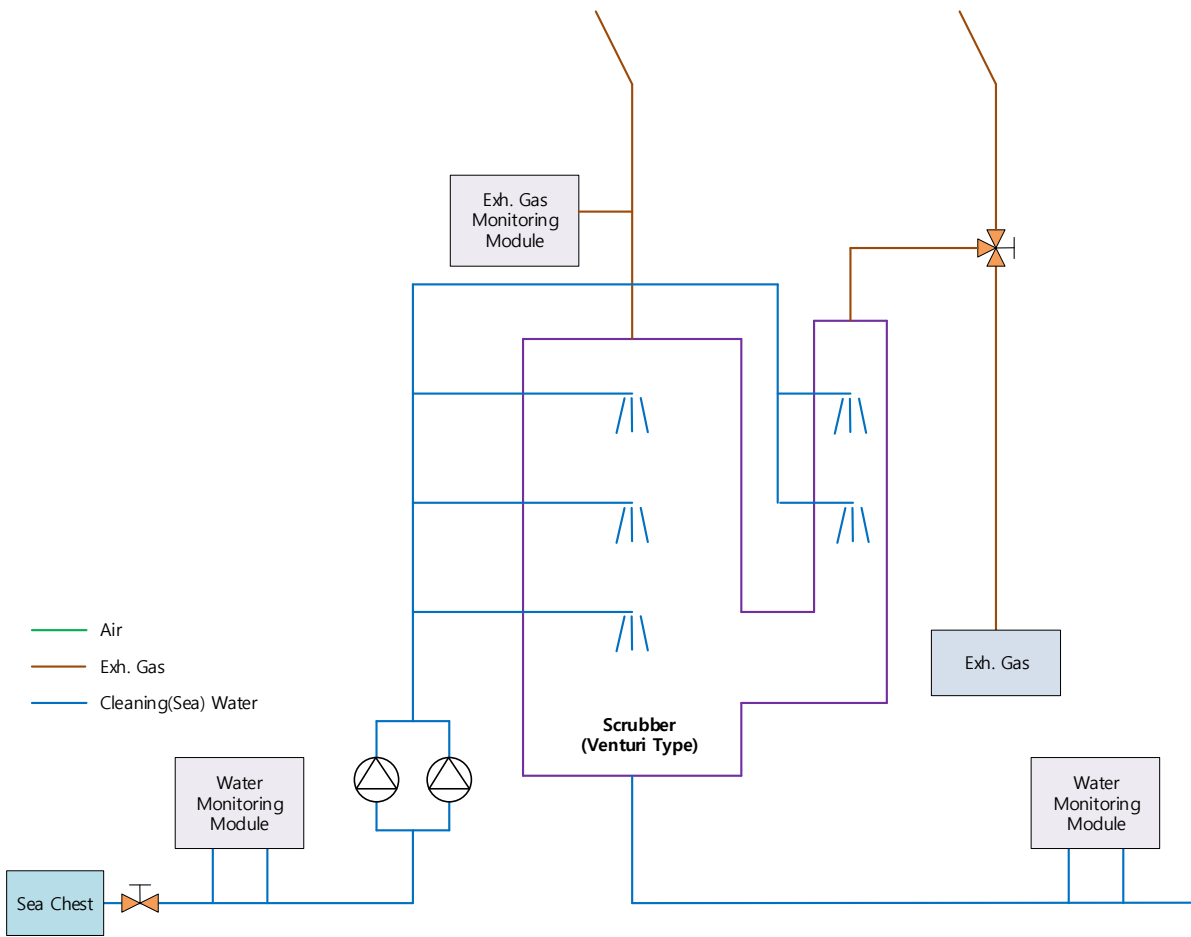 Exh. Gas
Monitoring
Module
Air
Exh. Gas
Cleaning(Sea) Water
Exh. Gas
Scrubber
(Venturi Type)
Water
Monitoring
Module
Water
Monitoring
Module
Sea Chest